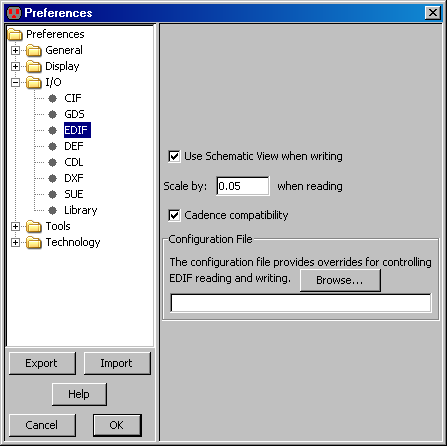 Preferences
Preferences
General
Display
I/O
CIF
GDS
EDIF
DEF
CDL
DXF
SUE
Library
Tools
Technology
Export Import
Help
Cancel OK
Use Schematic View when writing
Scale by: 0.05 when reading
Cadence compatibility
Configuration File
The configuration file provides overrides for controlling
EDIF reading and writing. Browse...